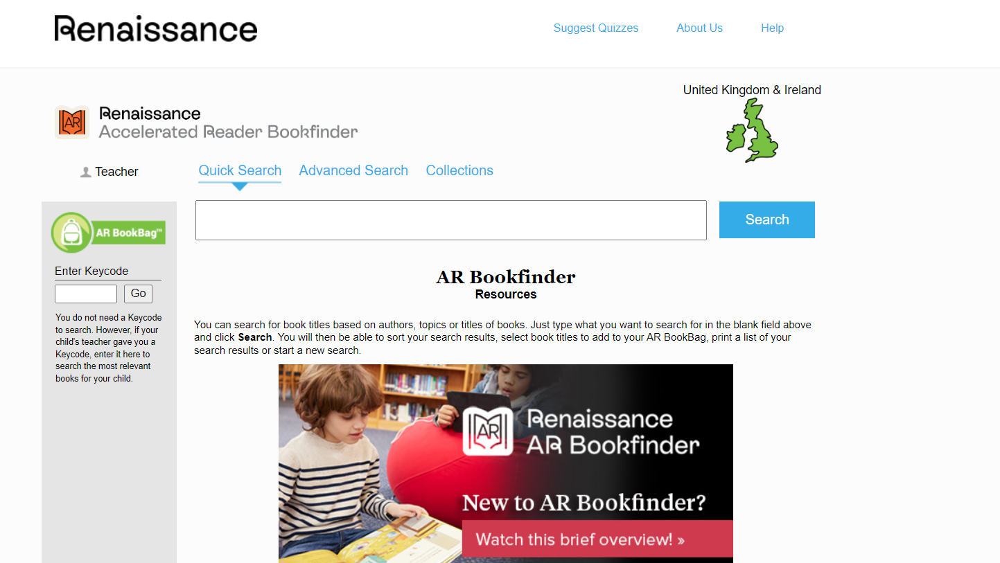 Renaissance
Suggest Quizzes
About Us
Help
United Kingdom & Ireland
AR
Renaissance
Accelerated Reader Bookfinder
Teacher
Quick Search
Advanced Search
Collections
AR BookBag™
Search
Enter Keycode
Go
You do not need a Keycode
to search. However, if your
child's teacher gave you a
Keycode, enter it here to
search the most relevant
books for your child.
AR Bookfinder
Resources
You can search for book titles based on authors, topics or titles of books. Just type what you want to search for in the blank field above
and click Search. You will then be able to sort your search results, select book titles to add to your AR BookBag, print a list of your
search results or start a new search.
AR
Renaissance
AR Bookfinder
New to AR Bookfinder?
Watch this brief overview! »